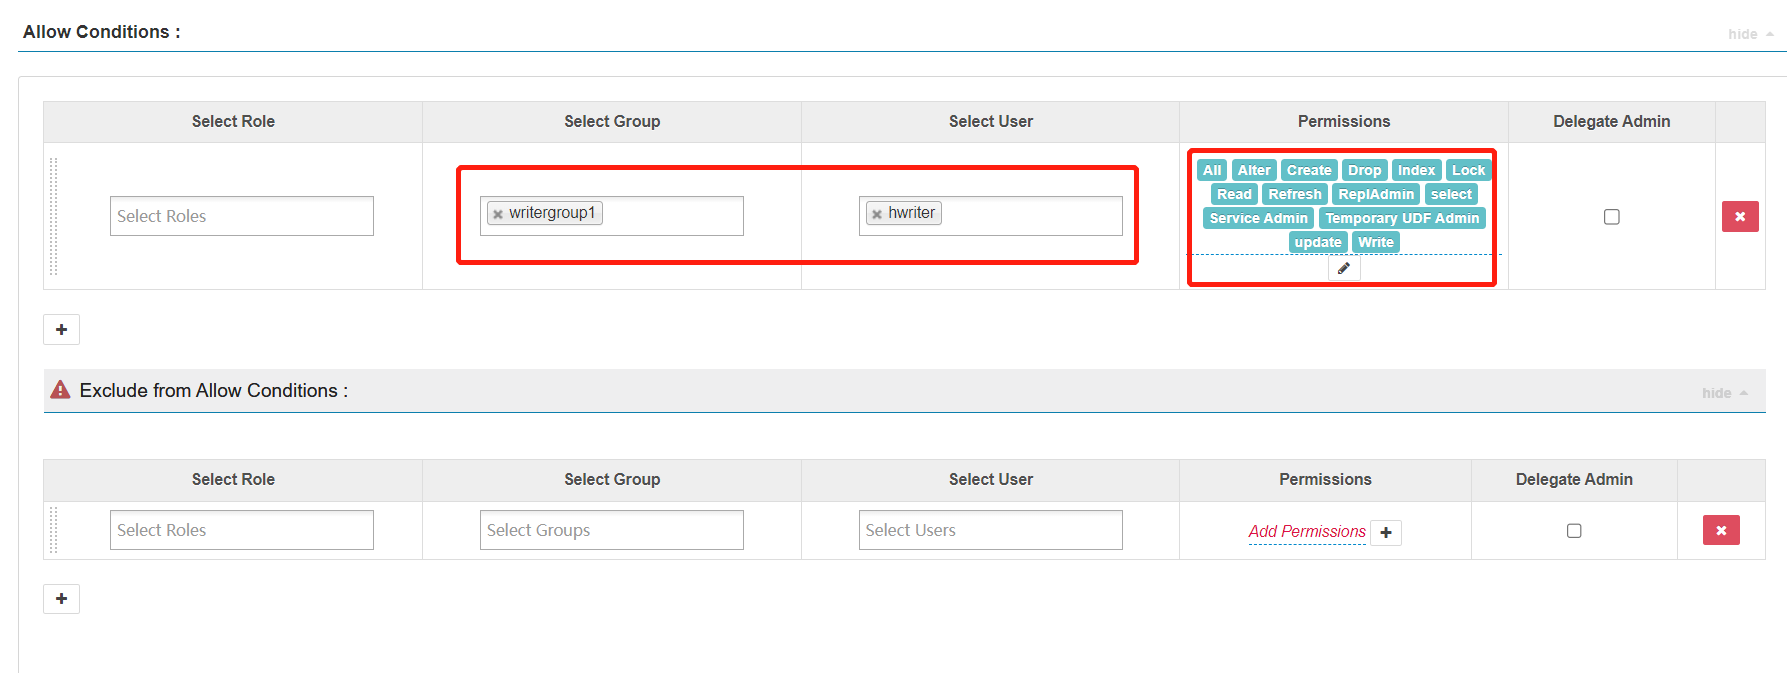 Allow Conditions :
hide
Select Role Select Group Select User Permissions Delegate Admin
Select Roles writergroup1 hwriter
All Alter Create Drop Index Lock
Read Refresh ReplAdmin select
Service Admin Temporary UDF Admin
update Write
Exclude from Allow Conditions :
hide
Select Role Select Group Select User Permissions Delegate Admin
Select Roles Select Groups Select Users Add Permissions